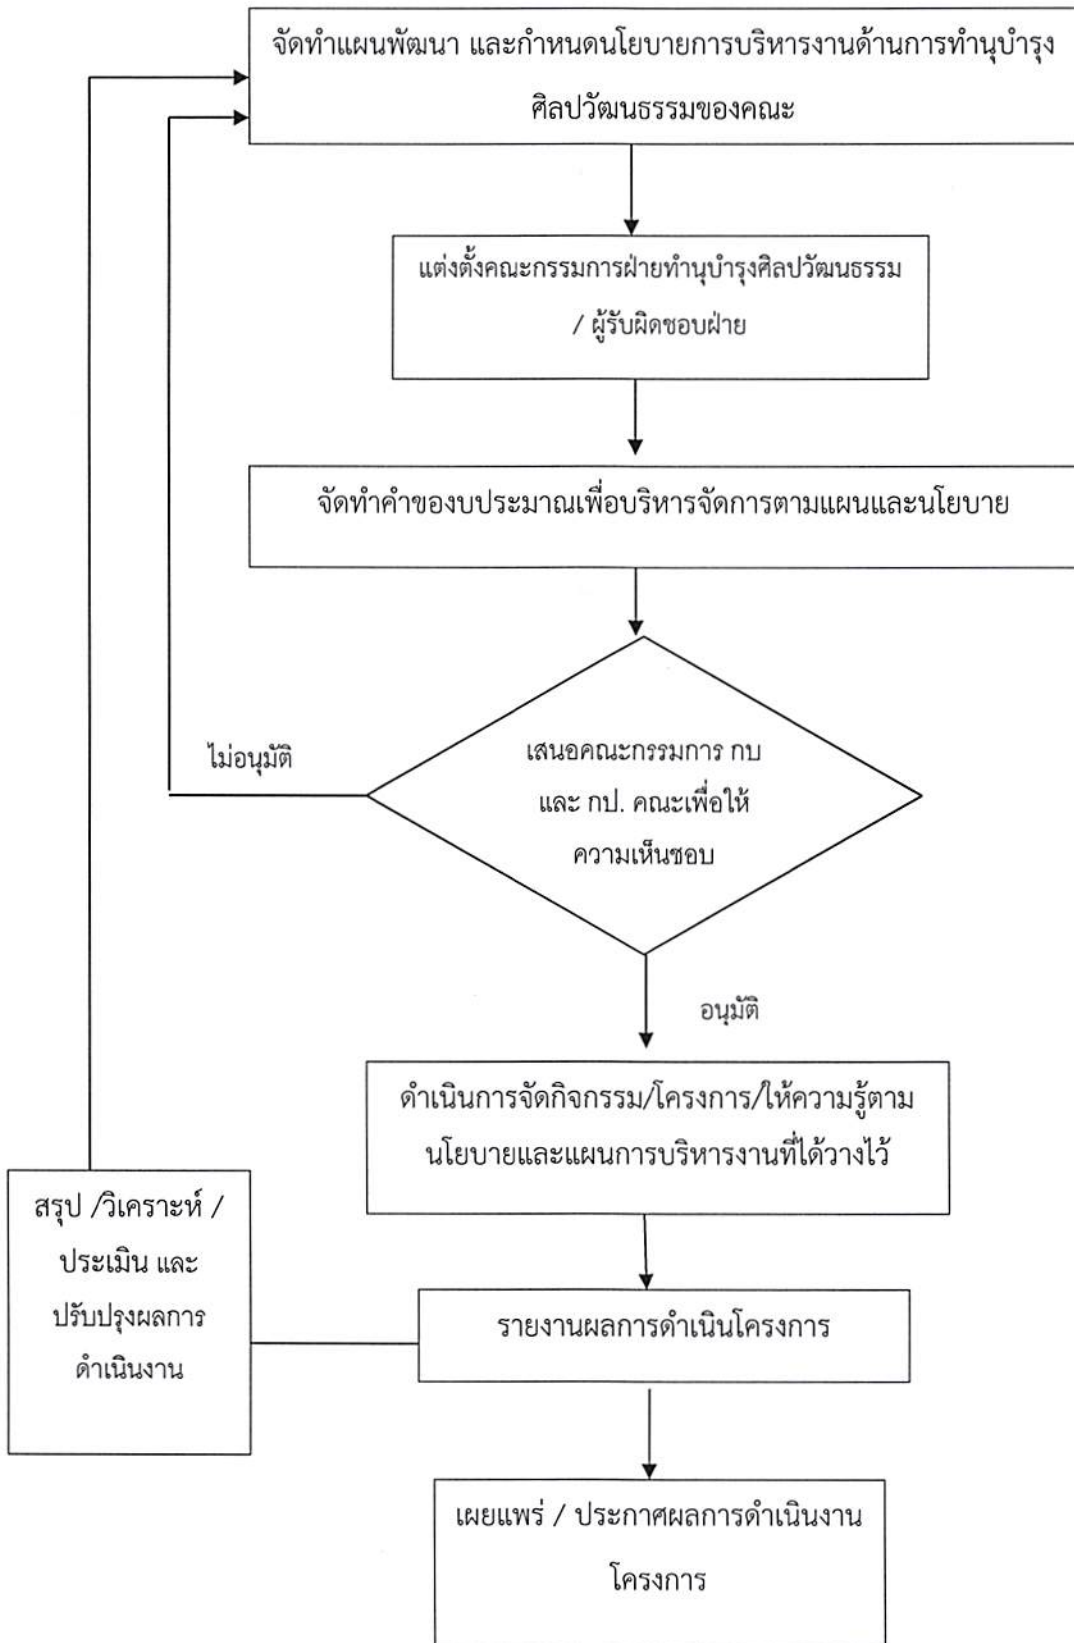 จัดทำแผนพัฒนา และกำหนดนโยบายการบริหารงานด้านการทำนุบำรุง
ศิลปวัฒนธรรมของคณะ
แต่งตั้งคณะกรรมการฝ่ายทำนุบำรุงศิลปวัฒนธรรม
/ ผู้รับผิดชอบฝ่าย
จัดทำคำของบประมาณเพื่อบริหารจัดการตามแผนและนโยบาย
ไม่อนุมัติ
เสนอคณะกรรมการ กบ
และ กป. คณะเพื่อให้
ความเห็นชอบ
อนุมัติ
ดำเนินการจัดกิจกรรม/โครงการ/ให้ความรู้ตาม
นโยบายและแผนการบริหารงานที่ได้วางไว้
สรุป /วิเคราะห์ /
ประเมิน และ
ปรับปรุงผลการ
ดำเนินงาน
รายงานผลการดำเนินโครงการ
เผยแพร่ / ประกาศผลการดำเนินงาน
โครงการ